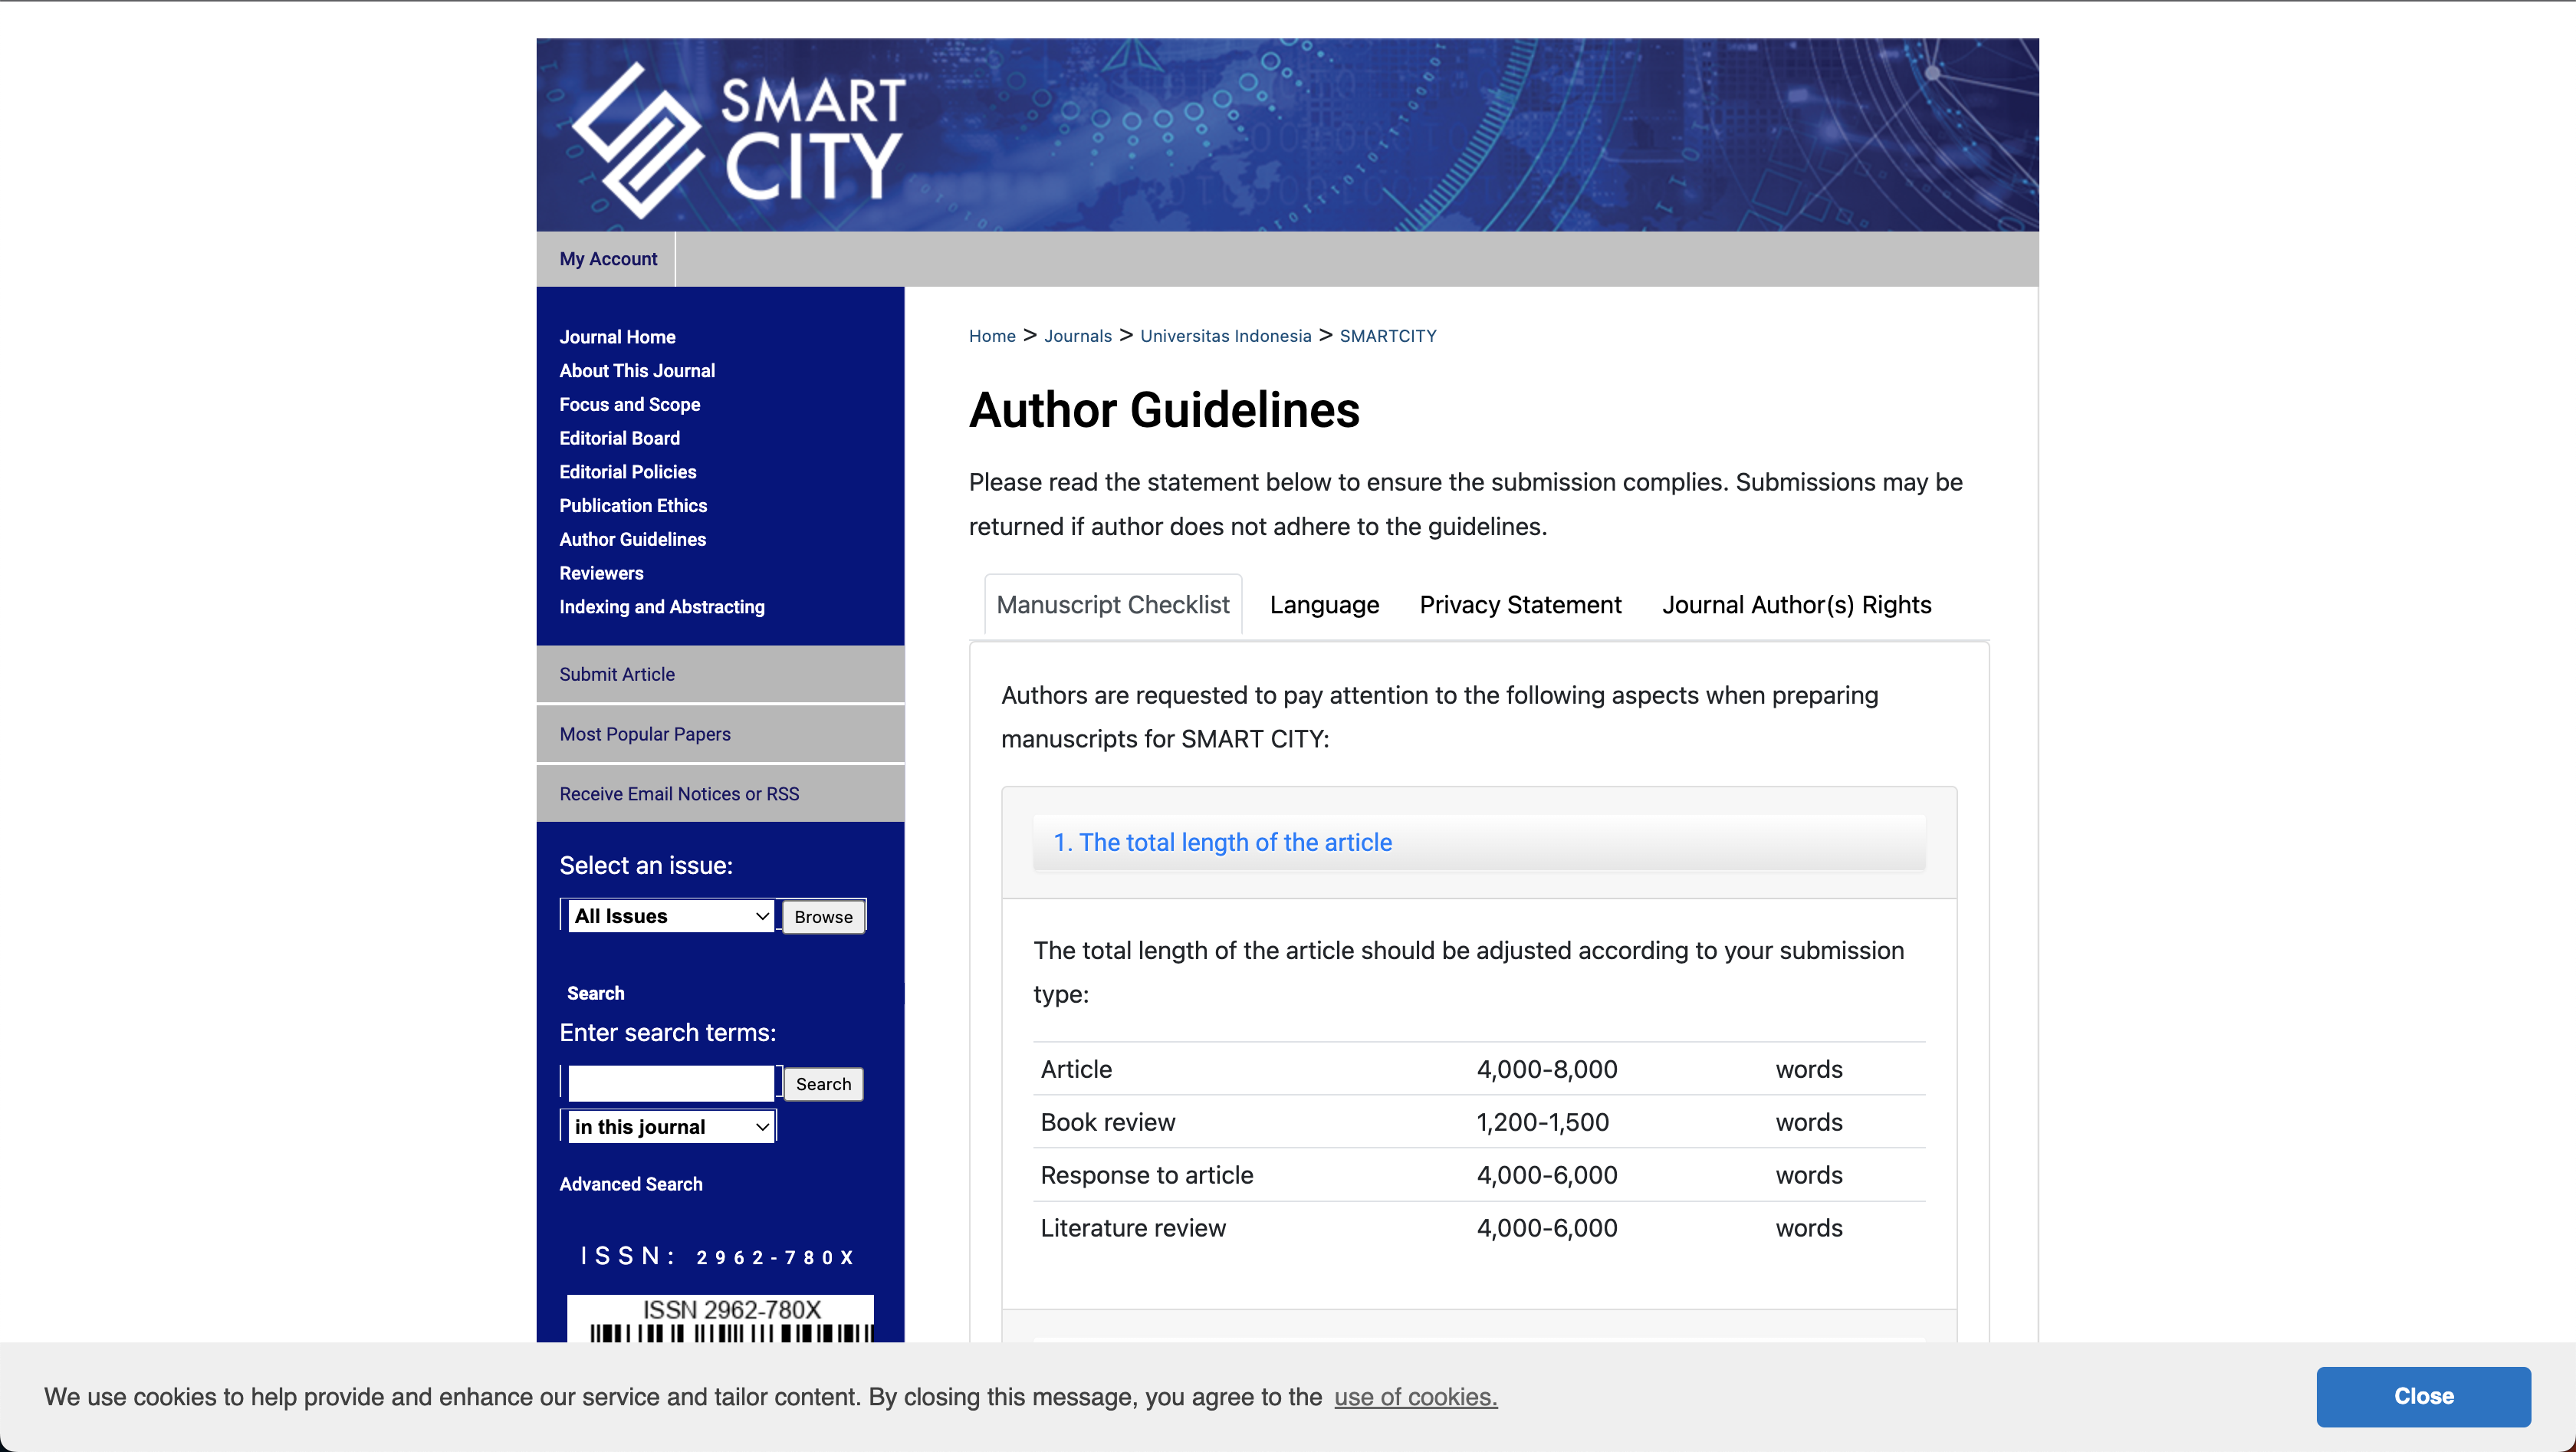 SMART
CITY
My Account
Journal Home
About This Journal
Focus and Scope
Editorial Board
Editorial Policies
Publication Ethics
Author Guidelines
Reviewers
Indexing and Abstracting
Submit Article
Most Popular Papers
Receive Email Notices or RSS
Select an issue:
All Issues
Browse
Search
Enter search terms:
Search
in this journal
Advanced Search
ISSN: 2962-780X
ISSN 2962-780X
Home > Journals > Universitas Indonesia > SMARTCITY
Author Guidelines
Please read the statement below to ensure the submission complies. Submissions may be
returned if author does not adhere to the guidelines.
Manuscript Checklist Language Privacy Statement Journal Author(s) Rights
Authors are requested to pay attention to the following aspects when preparing
manuscripts for SMART CITY:
1. The total length of the article
The total length of the article should be adjusted according to your submission
type:
Article 4,000-8,000 words
Book review 1,200-1,500 words
Response to article 4,000-6,000 words
Literature review 4,000-6,000 words
We use cookies to help provide and enhance our service and tailor content. By closing this message, you agree to the use of cookies.
Close